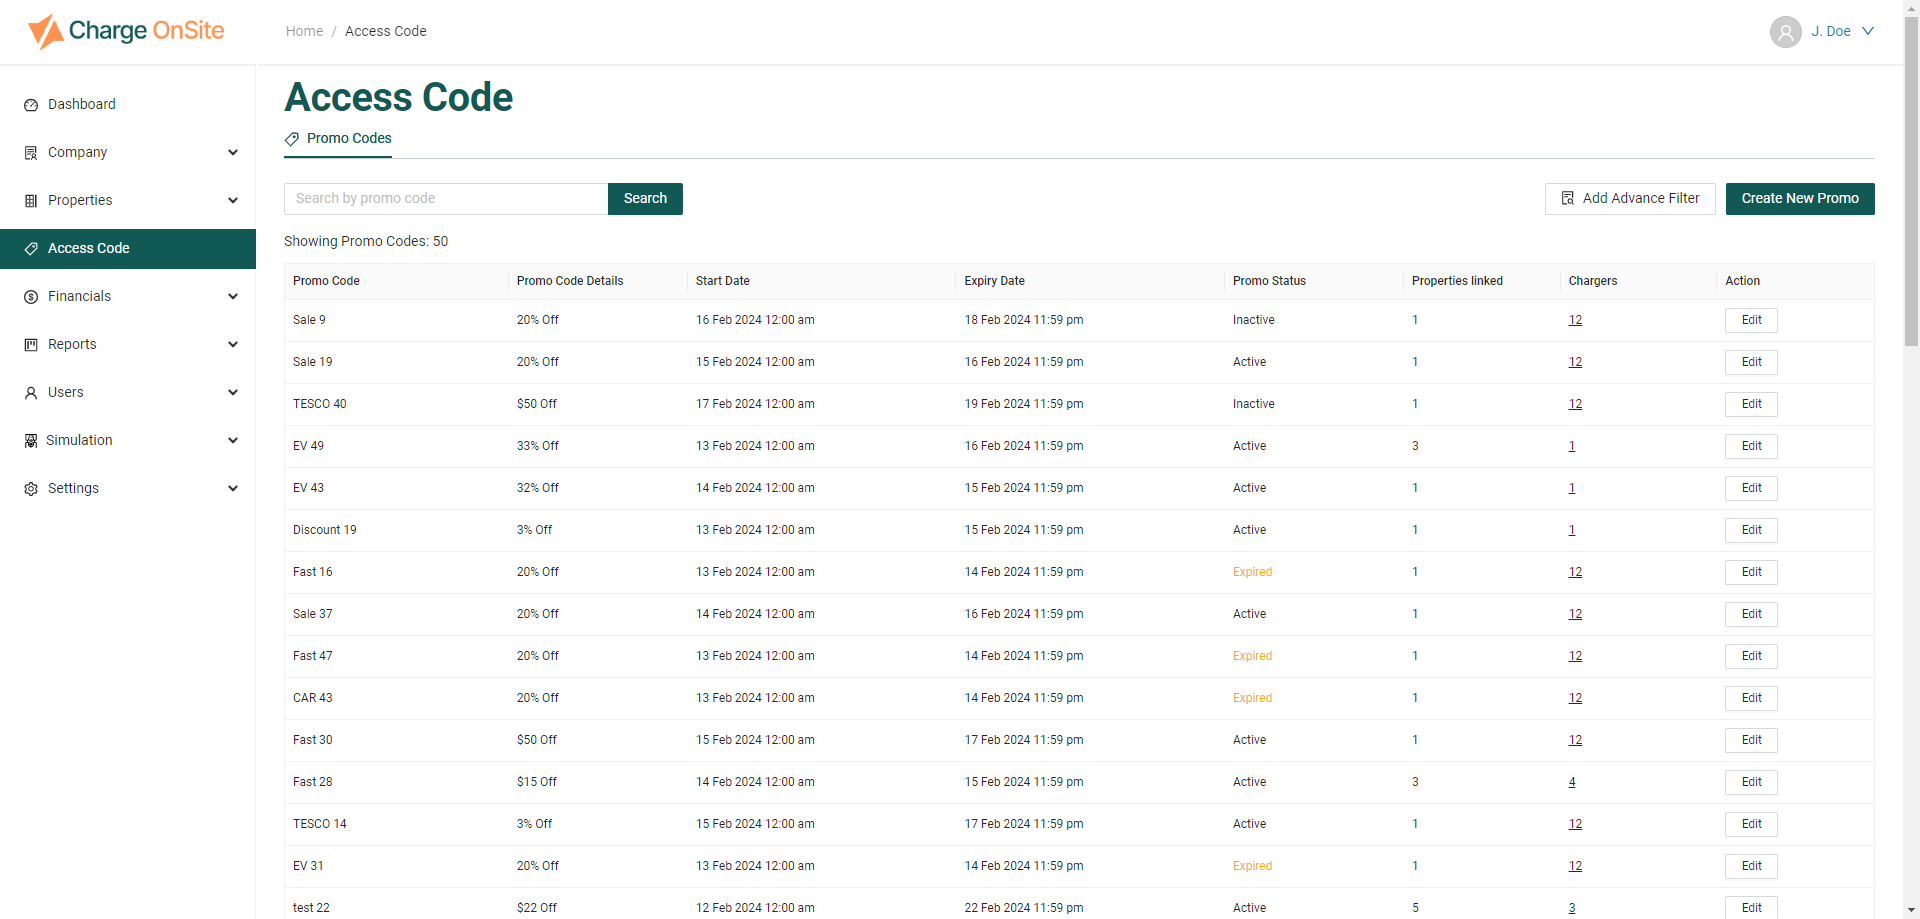 Charge OnSite
Home / Access Code
J. Doe
Dashboard
Company
Properties
Access Code
Financials
Reports
Users
Simulation
Settings
Access Code
Promo Codes
Search by promo code Search
Add Advance Filter Create New Promo
Showing Promo Codes: 50
Promo Code Promo Code Details Start Date Expiry Date Promo Status Properties linked Chargers Action
Sale 9 20% Off 16 Feb 2024 12:00 am 18 Feb 2024 11:59 pm Inactive 1 12 Edit
Sale 19 20% Off 15 Feb 2024 12:00 am 16 Feb 2024 11:59 pm Active 1 12 Edit
TESCO 40 $50 Off 17 Feb 2024 12:00 am 19 Feb 2024 11:59 pm Inactive 1 12 Edit
EV 49 33% Off 13 Feb 2024 12:00 am 16 Feb 2024 11:59 pm Active 3 1 Edit
EV 43 32% Off 14 Feb 2024 12:00 am 15 Feb 2024 11:59 pm Active 1 1 Edit
Discount 19 3% Off 13 Feb 2024 12:00 am 15 Feb 2024 11:59 pm Active 1 1 Edit
Fast 16 20% Off 13 Feb 2024 12:00 am 14 Feb 2024 11:59 pm Expired 1 12 Edit
Sale 37 20% Off 14 Feb 2024 12:00 am 16 Feb 2024 11:59 pm Active 1 12 Edit
Fast 47 20% Off 13 Feb 2024 12:00 am 14 Feb 2024 11:59 pm Expired 1 12 Edit
CAR 43 20% Off 13 Feb 2024 12:00 am 14 Feb 2024 11:59 pm Expired 1 12 Edit
Fast 30 $50 Off 15 Feb 2024 12:00 am 17 Feb 2024 11:59 pm Active 1 12 Edit
Fast 28 $15 Off 14 Feb 2024 12:00 am 15 Feb 2024 11:59 pm Active 3 4 Edit
TESCO 14 3% Off 15 Feb 2024 12:00 am 17 Feb 2024 11:59 pm Active 1 12 Edit
EV 31 20% Off 13 Feb 2024 12:00 am 14 Feb 2024 11:59 pm Expired 1 12 Edit
test 22 $22 Off 12 Feb 2024 12:00 am 22 Feb 2024 11:59 pm Active 5 3 Edit